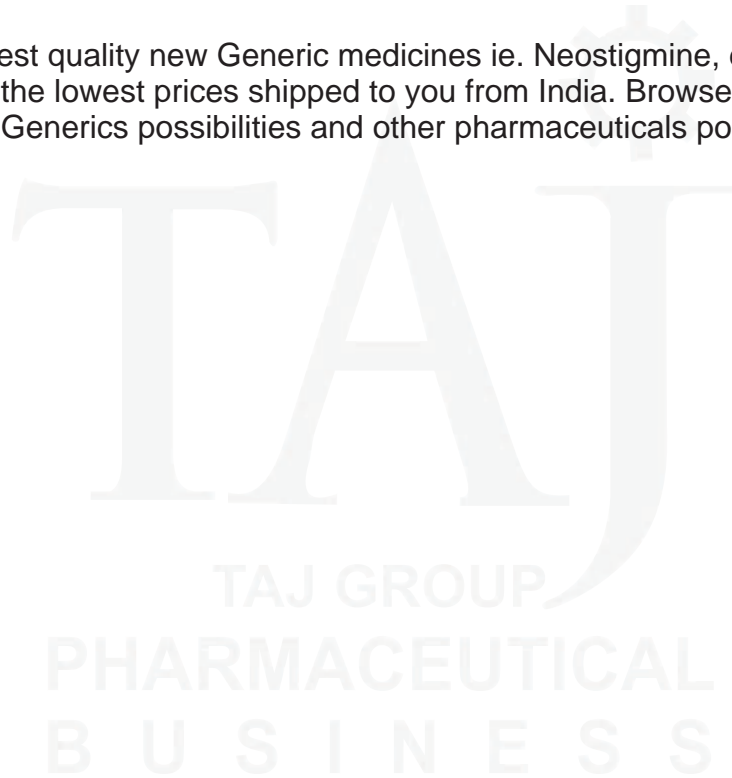 est quality new Generic medicines ie. Neostigmine,
the lowest prices shipped to you from India. Browse
Generics possibilities and other pharmaceuticals po
TAJ
TAJ GROUP
PHARMACEUTICAL
BUSINESS